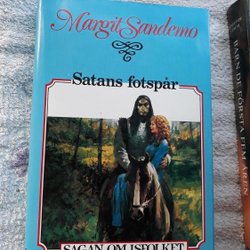 Margit Sandemo
Satans fotspår
SAGAN OM ISFOLKET